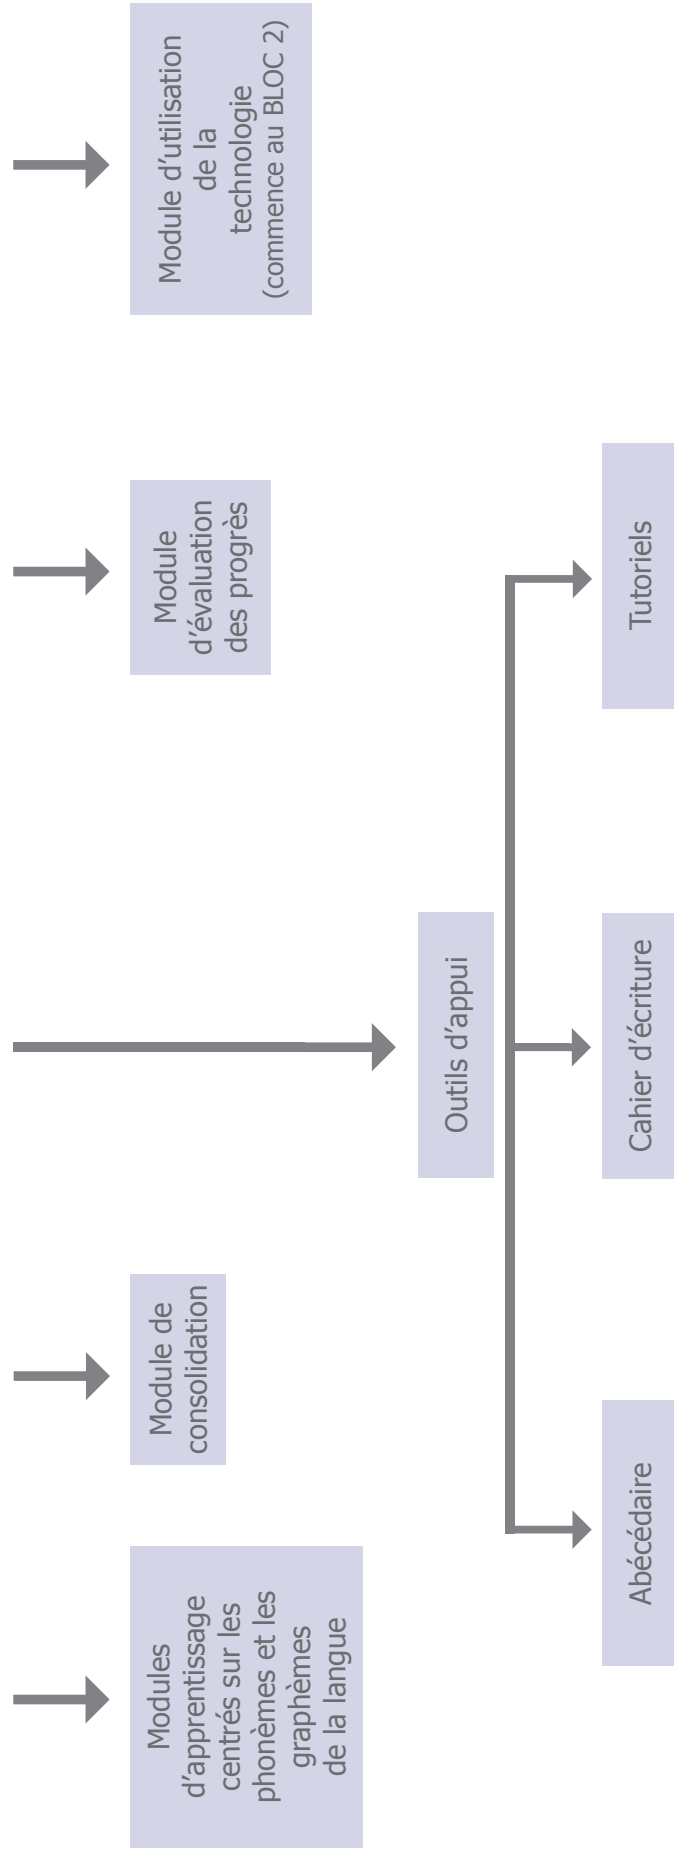 Modules
d'apprentissage
centrés sur les
phonèmes et les
graphèmes
de la langue
Module de
consolidation
Outils d'appui
Module
d'évaluation
des progrès
Module d'utilisation
de la
technologie
(commence au BLOC 2)
Abécédaire
Cahier d'écriture
Tutoriels